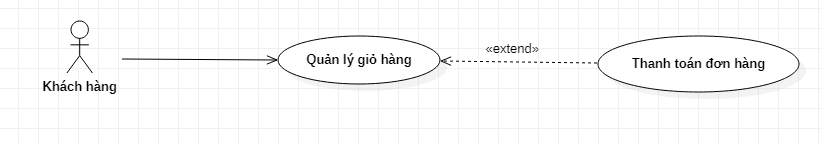 «extend»
Quản lý giỏ hàng
Thanh toán đơn hàng
Khách hàng